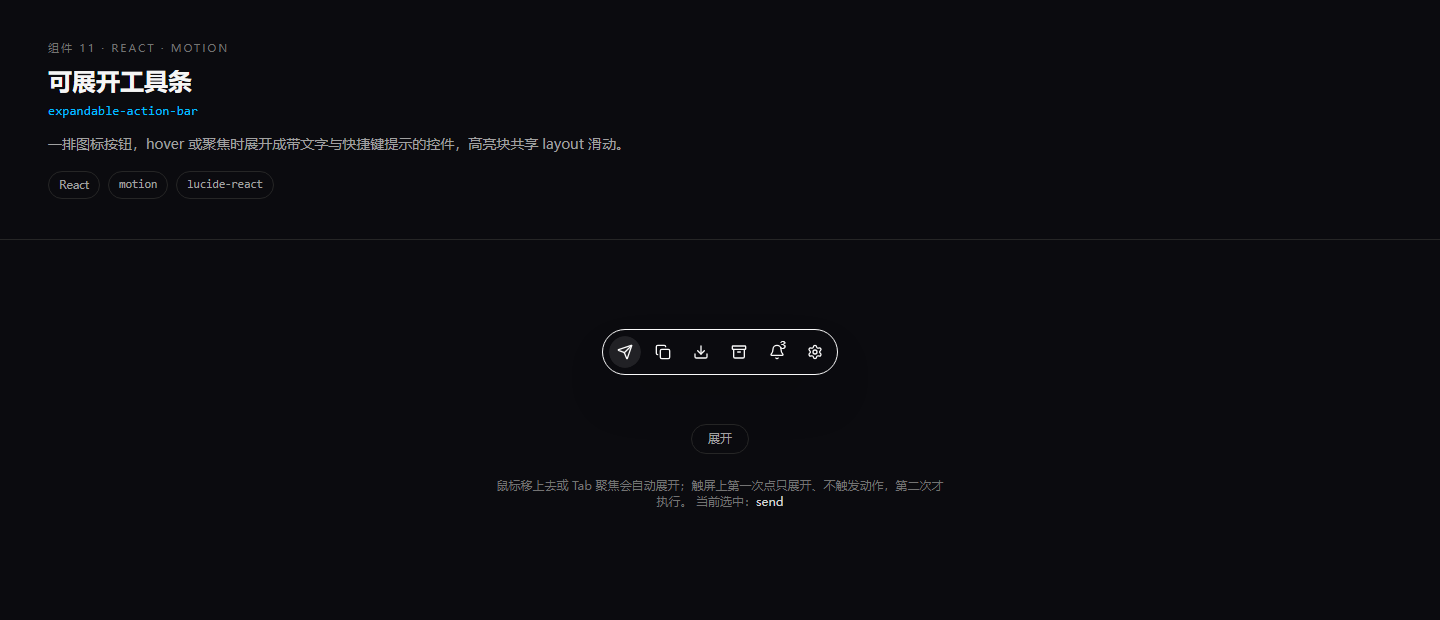 组件 11 · REACT · MOTION
可展开工具条
expandable-action-bar
一排图标按钮，hover 或聚焦时展开成带文字与快捷键提示的控件，高亮块共享 layout 滑动。
React motion lucide-react
3
展开
鼠标移上去或 Tab 聚焦会自动展开；触屏上第一次点只展开、不触发动作，第二次才
执行。 当前选中：send